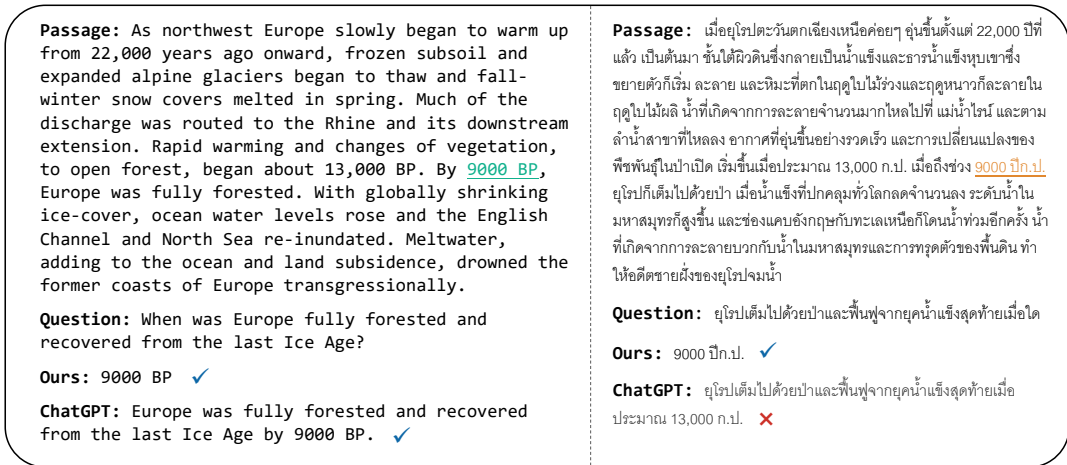 Passage: As northwest Europe slowly began to warm up
from 22,000 years ago onward, frozen subsoil and
expanded alpine glaciers began to thaw and fall-
winter snow covers melted in spring. Much of the
discharge was routed to the Rhine and its downstream
extension. Rapid warming and changes of vegetation,
to open forest, began about 13,000 BP. By 9000 BP,
Europe was fully forested. With globally shrinking
ice-cover, ocean water levels rose and the English
Channel and North Sea re-inundated. Meltwater,
adding to the ocean and land subsidence, drowned the
former coasts of Europe transgressionally.
Question: When was Europe fully forested and
recovered from the last Ice Age?
Ours: 9000 BP ✓
ChatGPT: Europe was fully forested and recovered
from the last Ice Age by 9000 BP. ✓
Passage: เมื่อยุโรปตะวันตกเฉียงเหนือค่อยๆ อุ่นขึ้นตั้งแต่ 22,000 ปีที่
แล้ว เป็นต้นมา ชั้นใต้ผิวดินซึ่งกลายเป็นน้ำแข็งและธารน้ำแข็งหุบเขาซึ่ง
ขยายตัวก็เริ่ม ละลาย และหิมะที่ตกในฤดูใบไม้ร่วงและฤดูหนาวก็ละลายใน
ฤดูใบไม้ผลิ น้ำที่เกิดจากการละลายจำนวนมากไหลไปที่ แม่น้ำไรน์ และตาม
ลำน้ำสาขาที่ไหลลง อากาศที่อุ่นขึ้นอย่างรวดเร็ว และการเปลี่ยนแปลงของ
พืชพันธุ์ในป่าเปิด เริ่มขึ้นเมื่อประมาณ 13,000 ก.ป. เมื่อถึงช่วง 9000 ปีก.ป.
ยุโรปก็เต็มไปด้วยป่า เมื่อน้ำแข็งที่ปกคลุมทั่วโลกลดจำนวนลง ระดับน้ำใน
มหาสมุทรก็สูงขึ้น และช่องแคบอังกฤษกับทะเลเหนือก็โดนน้ำท่วมอีกครั้ง น้ำ
ที่เกิดจากการละลายบวกกับน้ำในมหาสมุทรและการทรุดตัวของพื้นดิน ทำ
ให้อดีตชายฝั่งของยุโรปจมน้ำ
Question: ยุโรปเต็มไปด้วยป่าและฟื้นฟูจากยุคน้ำแข็งสุดท้ายเมื่อใด
Ours: 9000 ปีก.ป. ✓
ChatGPT: ยุโรปเต็มไปด้วยป่าและฟื้นฟูจากยุคน้ำแข็งสุดท้ายเมื่อ
ประมาณ 13,000 ก.ป. ×